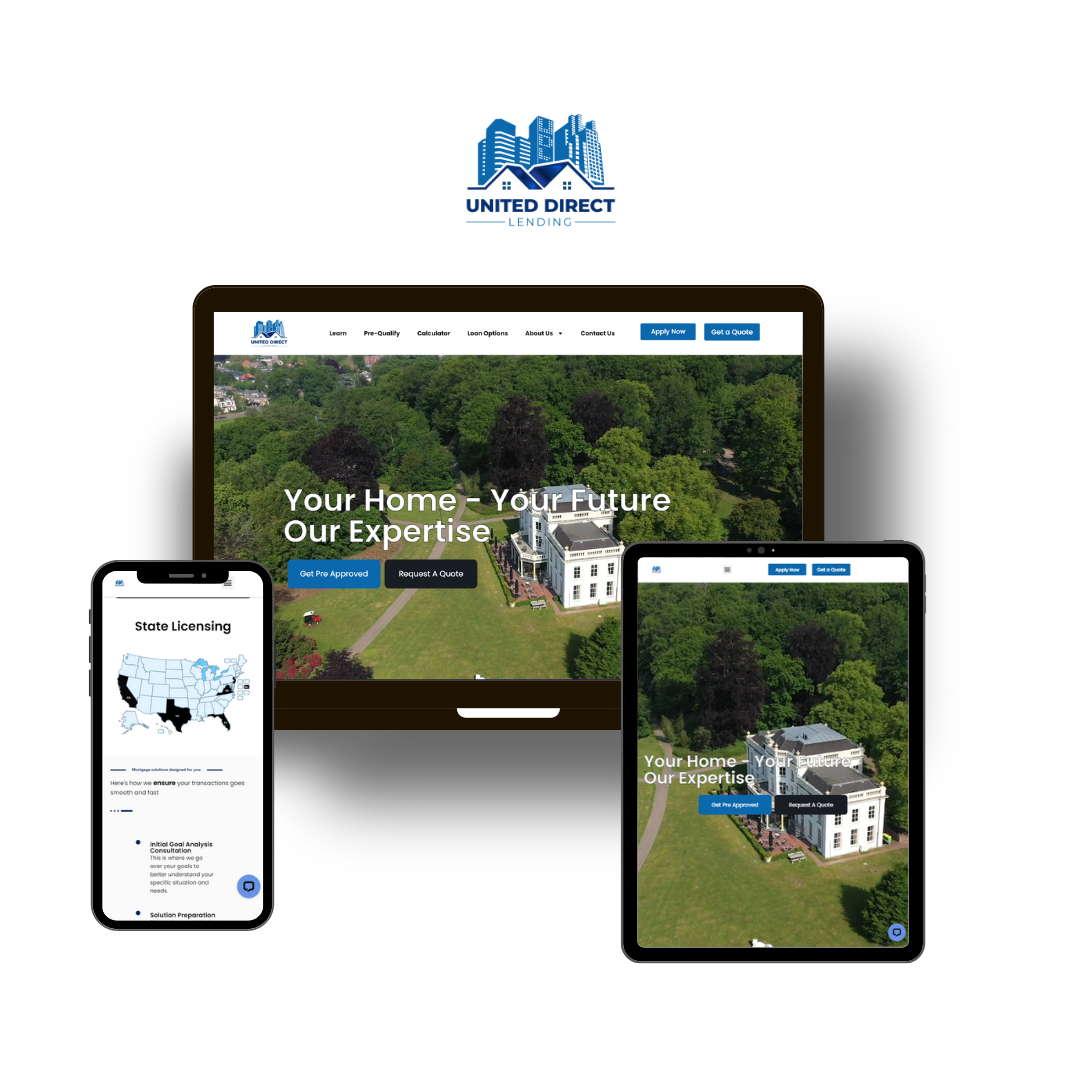 UNITED DIRECT
LENDING
UNITED DIRECT
Learn
Pre-Qualify
Calculator
Loan Options
About Us
Contact Us
Apply Now
Get a Quote
Your Home - Your Future
Our Expertise
Get Pre Approved
Request A Quote
State Licensing
Mortgage solutions designed for you
Here's how we ensure your transactions goes
smooth and fast
Initial Goal Analysis
Consultation
This is where we go
over your goals to
better understand your
specific situation and
needs.
Solution Preparation
Apply Now
Get a Quote
Your Home - Your Future
Our Expertise
Get Pre Approved
Request A Quote